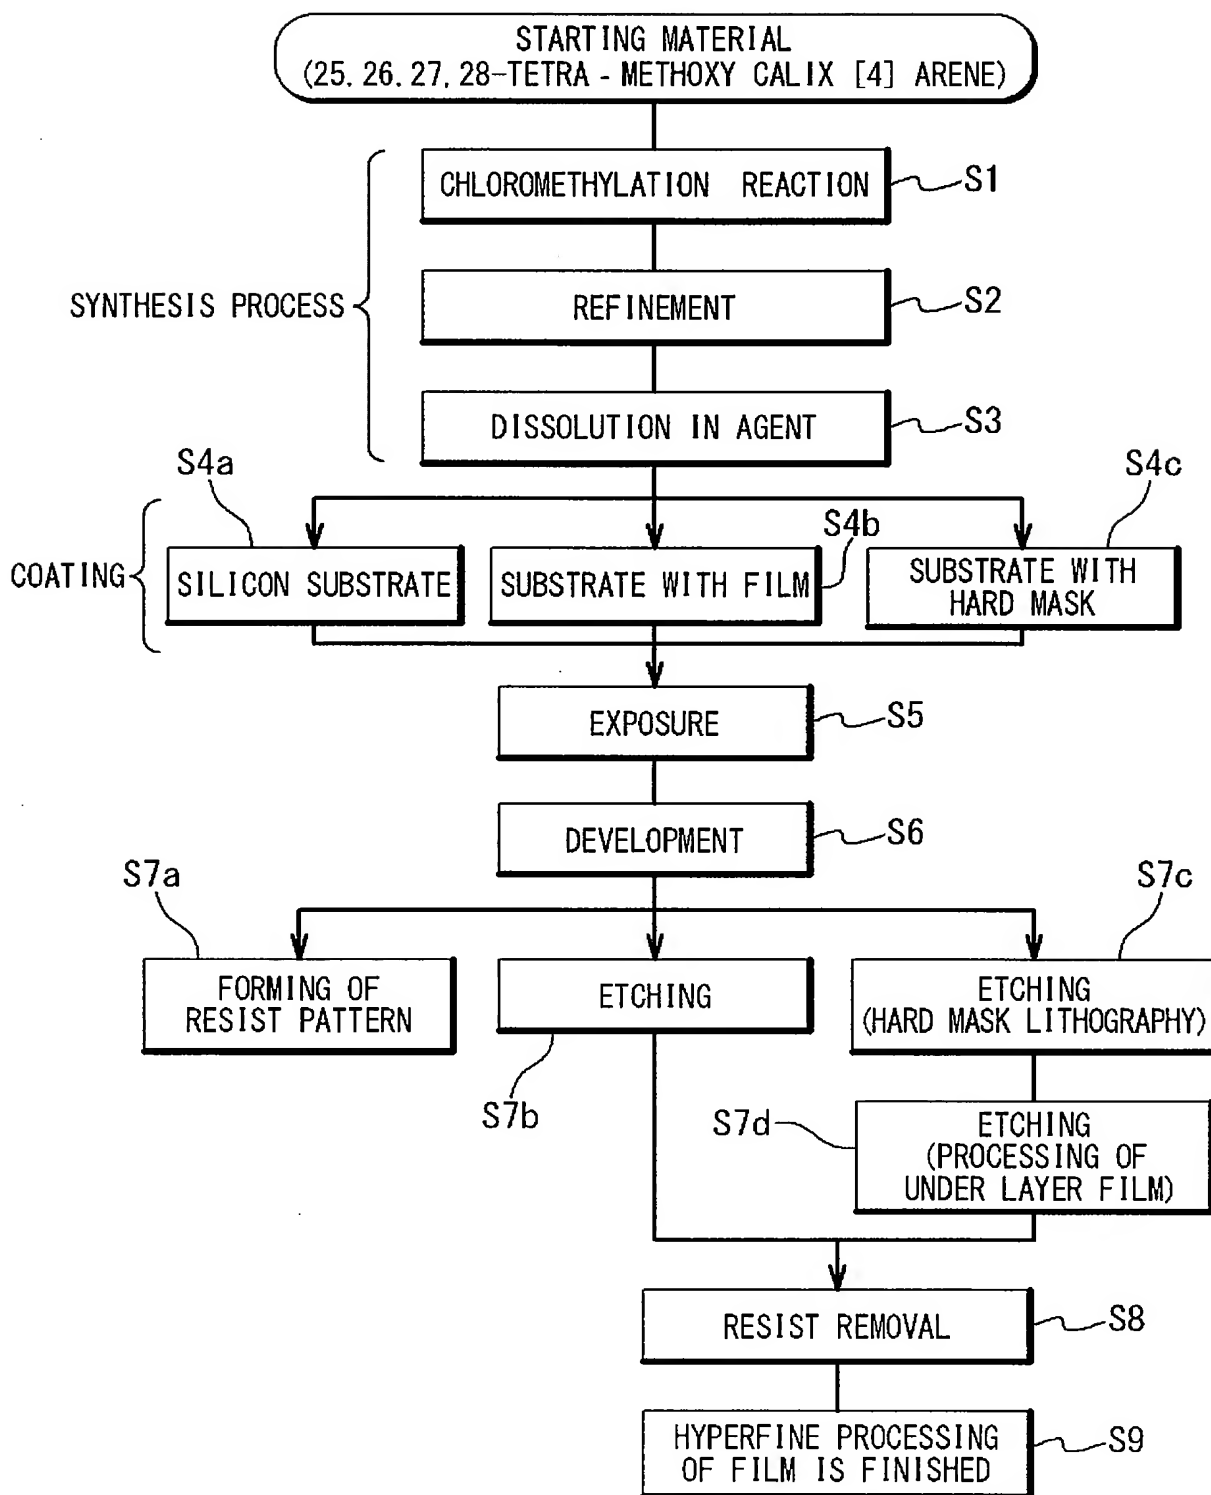 STARTING MATERIAL
(25.26.27,28-TETRA-METHOXY CALIX [4] ARENE)
CHLOROMETHYLATION REACTION
S1
SYNTHESIS PROCESS
REFINEMENT
S2
DISSOLUTION IN AGENT
S3
S4a
S4b
S4c
COATING
SILICON SUBSTRATE
SUBSTRATE WITH FILM
SUBSTRATE WITH
HARD MASK
EXPOSURE
S5
DEVELOPMENT
S6
S7a
S7c
FORMING OF
RESIST PATTERN
ETCHING
ETCHING
(HARD MASK LITHOGRAPHY)
S7b
S7d
ETCHING
(PROCESSING OF
UNDER LAYER FILM)
RESIST REMOVAL
S8
HYPERFINE PROCESSING
OF FILM IS FINISHED
S9